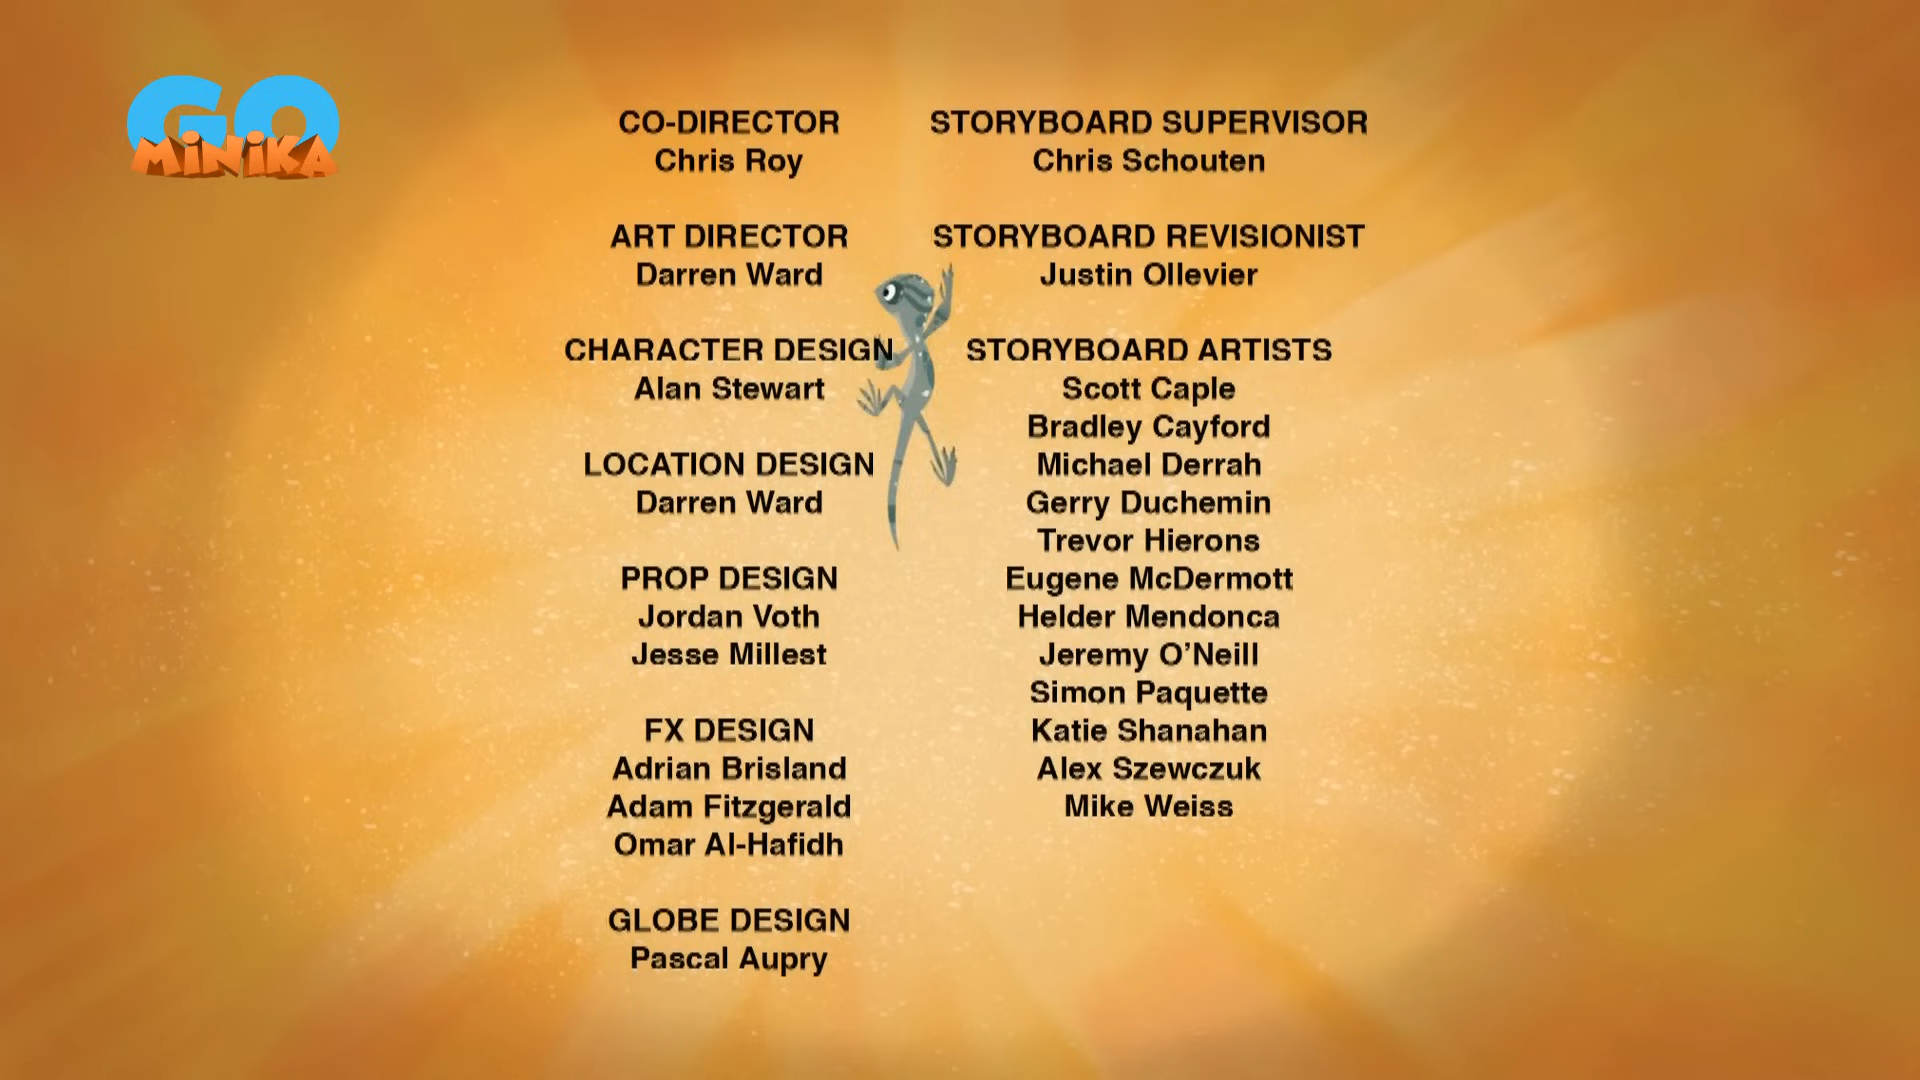 GO
MiNiKA
CO-DIRECTOR
Chris Roy
ART DIRECTOR
Darren Ward
CHARACTER DESIGN
Alan Stewart
LOCATION DESIGN
Darren Ward
PROP DESIGN
Jordan Voth
Jesse Millest
FX DESIGN
Adrian Brisland
Adam Fitzgerald
Omar Al-Hafidh
GLOBE DESIGN
Pascal Aupry
STORYBOARD SUPERVISOR
Chris Schouten
STORYBOARD REVISIONIST
Justin Ollevier
STORYBOARD ARTISTS
Scott Caple
Bradley Cayford
Michael Derrah
Gerry Duchemin
Trevor Hierons
Eugene McDermott
Helder Mendonca
Jeremy O’Neill
Simon Paquette
Katie Shanahan
Alex Szewczuk
Mike Weiss